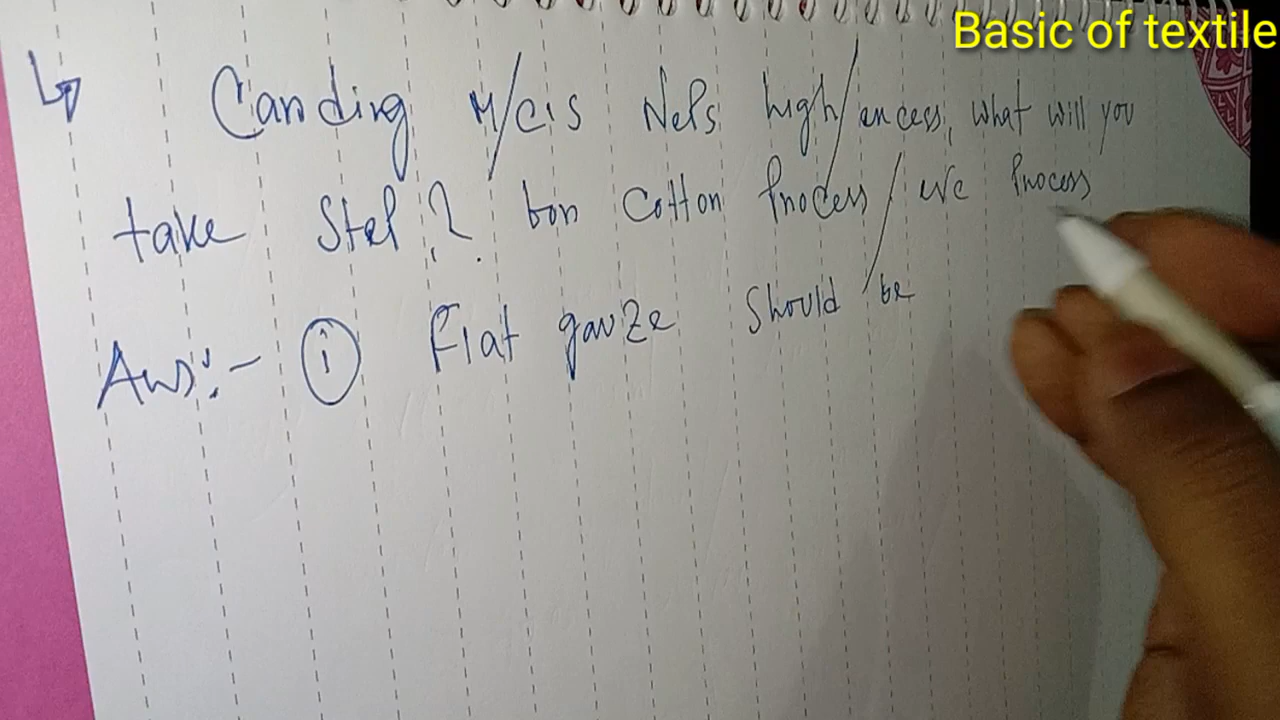 Basic of textile
Carding M/c's Neps high/excess, what will you
take step? for cotton Process/ We Process
Ans:- (i) Flat gauze should be